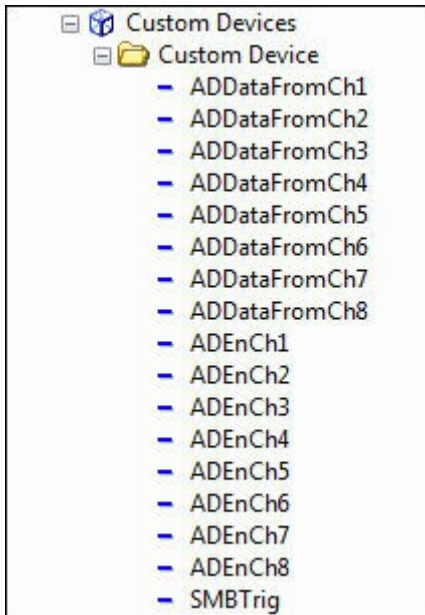 Custom Devices
Custom Device
ADDataFromCh1
ADDataFromCh2
ADDataFromCh3
ADDataFromCh4
ADDataFromCh5
ADDataFromCh6
ADDataFromCh7
ADDataFromCh8
ADEnCh1
ADEnCh2
ADEnCh3
ADEnCh4
ADEnCh5
ADEnCh6
ADEnCh7
ADEnCh8
SMBTrig